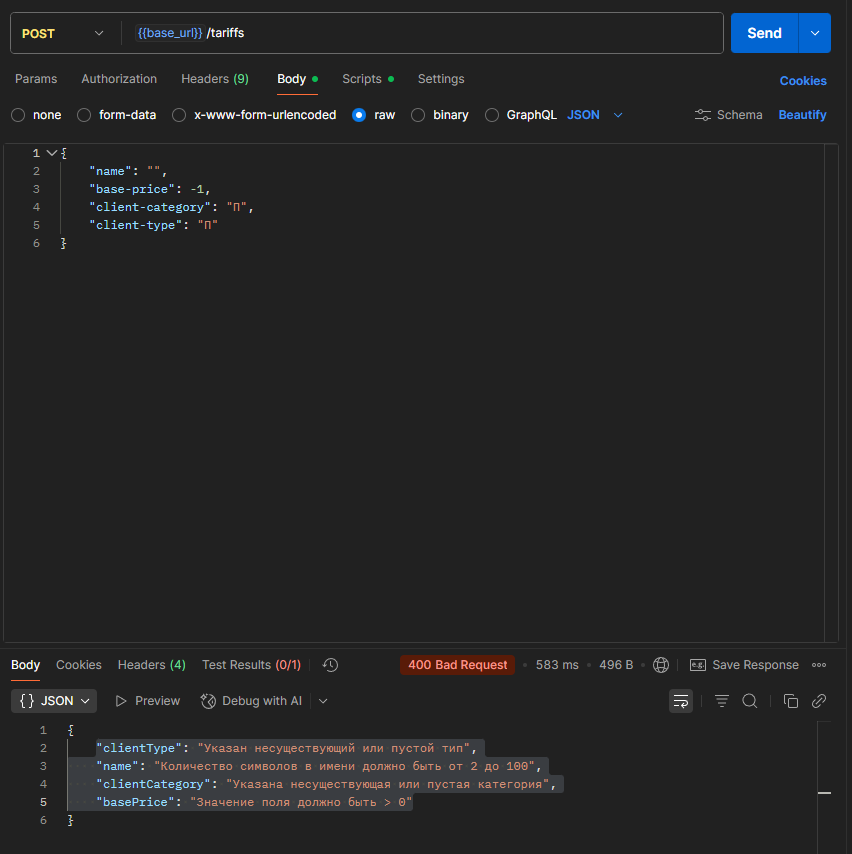 POST {{base_url}} /tariffs Send
Params Authorization Headers (9) Body Scripts Settings Cookies
none form-data x-www-form-urlencoded raw binary GraphQL JSON Schema Beautify
1 {
2 "name": "",
3 "base-price": -1,
4 "client-category": "П",
5 "client-type": "П"
6 }
Body Cookies Headers (4) Test Results (0/1) 400 Bad Request 583 ms 496 B e.g. Save Response
{} JSON Preview Debug with AI
1 {
2 "clientType": "Указан несуществующий или пустой тип",
3 "name": "Количество символов в имени должно быть от 2 до 100",
4 "clientCategory": "Указана несуществующая или пустая категория",
5 "basePrice": "Значение поля должно быть > 0"
6 }